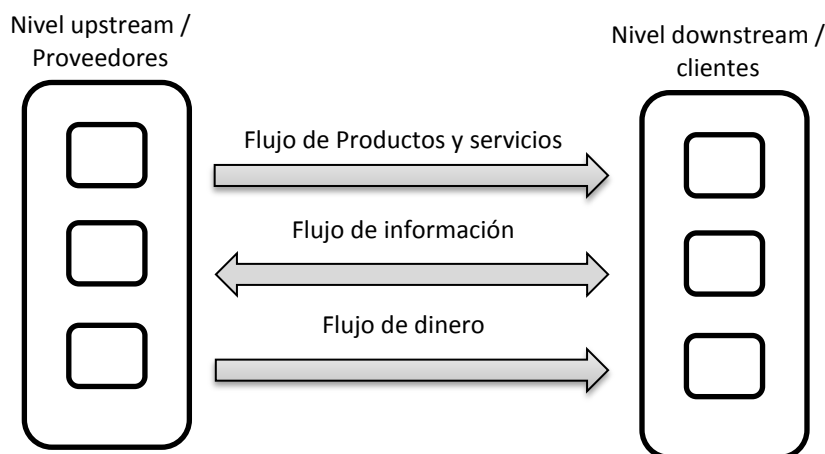 Nivel upstream /
Proveedores
Nivel downstream /
clientes
Flujo de Productos y servicios
Flujo de información
Flujo de dinero